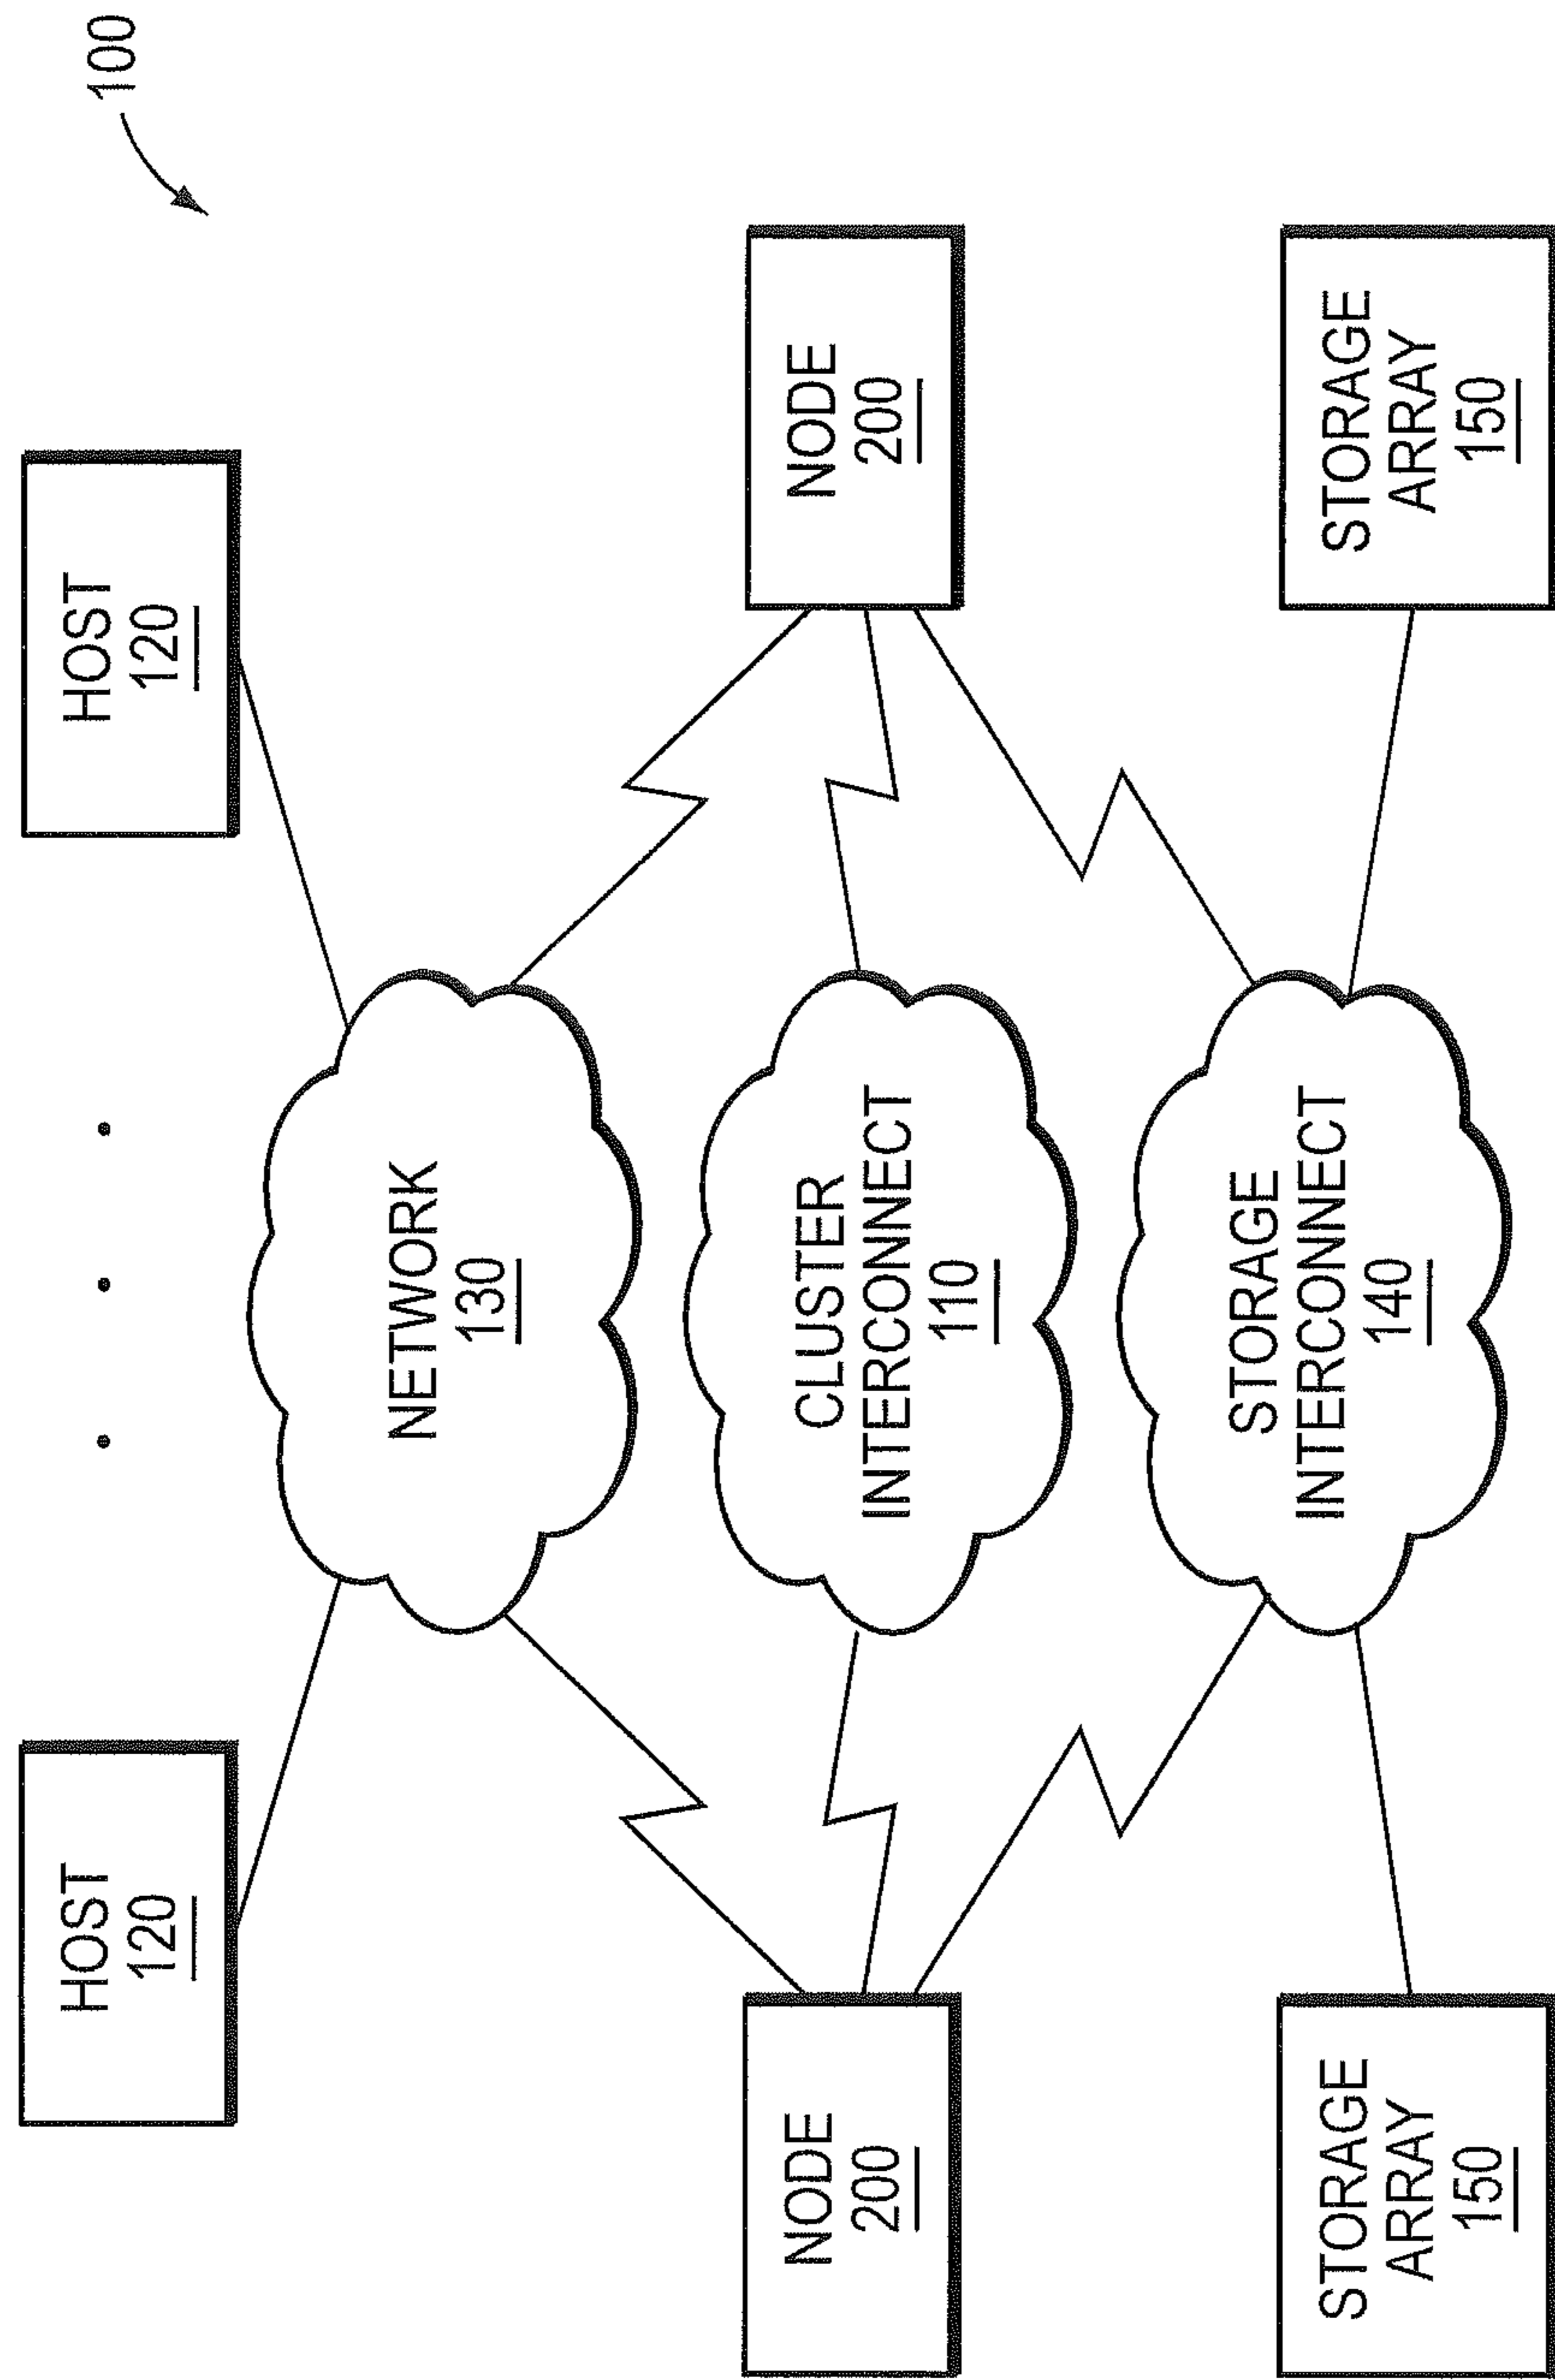 HOST
120
HOST
120
100
NETWORK
130
NODE
200
CLUSTER
INTERCONNECT
110
NODE
200
STORAGE
ARRAY
150
STORAGE
INTERCONNECT
140
STORAGE
ARRAY
150